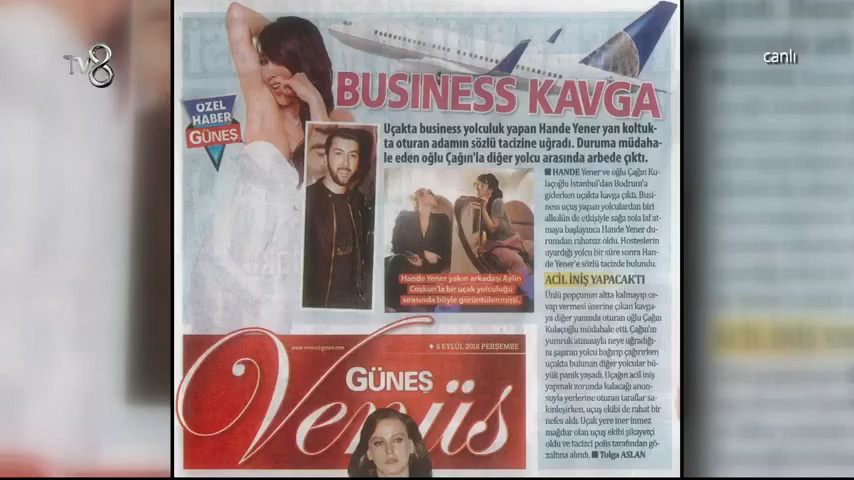 TV8
canlı
BUSINESS KAVGA
ÖZEL
HABER
GÜNEŞ
Uçakta business yolculuk yapan Hande Yener yan koltuk-
ta oturan adamın sözlü tacizine uğradı. Duruma müdaha-
le eden oğlu Çağın'la diğer yolcu arasında arbede çıktı.
HANDE Yener ve oğlu Çağın Ku-
laçoğlu İstanbul'dan Bodrum'a
giderken uçakta kavga çıktı. Busi-
ness uçuş yapan yolculardan biri
alkolün de etkisiyle sağa sola laf at-
maya başlayınca Hande Yener du-
rumdan rahatsız oldu. Hosteslerin
uyardığı yolcu bir süre sonra Han-
de Yener'e sözlü tacizde bulundu.
Hande Yener yakın arkadaşı Aylin
Coşkun'la bir uçak yolculuğu
sırasında böyle görüntülenmişti.
ACİL İNİŞ YAPACAKTI
Ünlü popçunun altta kalmayıp ce-
vap vermesi üzerine çıkan kavga-
ya diğer yanında oturan oğlu Çağın
Kulaçoğlu müdahale etti. Çağın'ın
yumruk atmasıyla neye uğradığı-
nı şaşıran yolcu bağırıp çağırırken
uçakta bulunan diğer yolcular bü-
yük panik yaşadı. Uçağın acil iniş
yapmak zorunda kalacağı anon-
suyla yerlerine oturan taraflar sa-
kinleşirken, uçuş ekibi de rahat bir
nefes aldı. Uçak yere iner inmez
mağdur olan uçuş ekibi şikayetçi
oldu ve tacizci polis tarafından gö-
zaltına alındı. Tolga ASLAN
6 EYLÜL 2018 PERŞEMBE
GÜNEŞ
Venüs